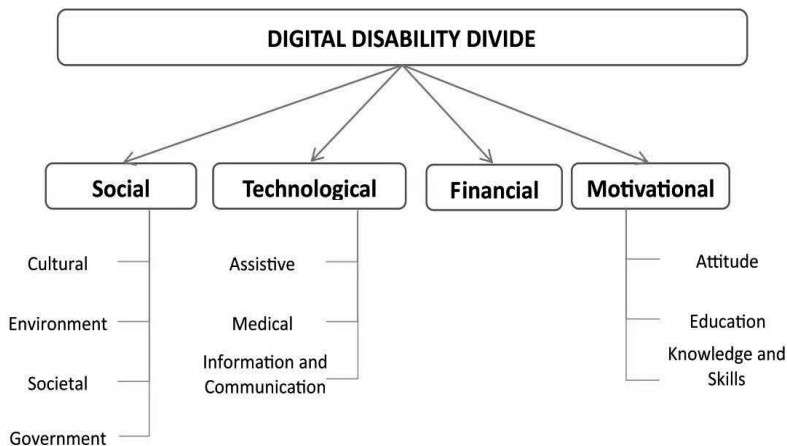 DIGITAL DISABILITY DIVIDE
Social
Technological
Financial
Motivational
Cultural
Environment
Societal
Government
Assistive
Medical
Information and
Communication
Attitude
Education
Knowledge and
Skills